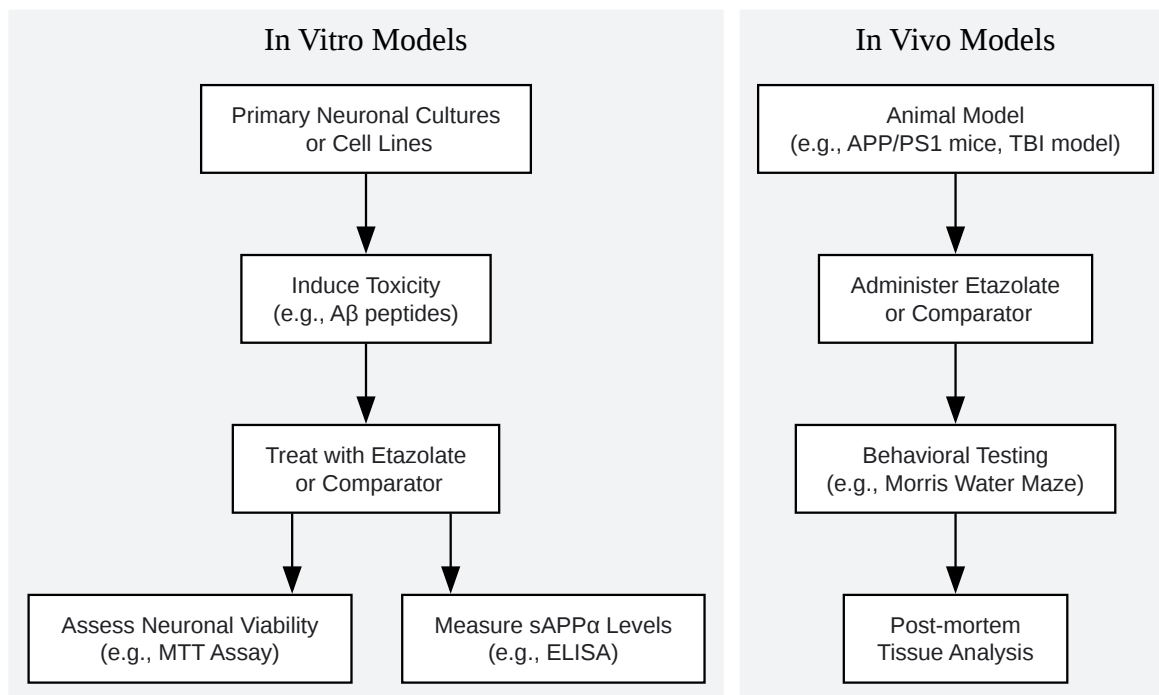 In Vitro Models
Primary Neuronal Cultures
or Cell Lines
Induce Toxicity
(e.g., Aβ peptides)
Treat with Etazolate
or Comparator
Assess Neuronal Viability
(e.g., MTT Assay)
Measure sAPPα Levels
(e.g., ELISA)
In Vivo Models
Animal Model
(e.g., APP/PS1 mice, TBI model)
Administer Etazolate
or Comparator
Behavioral Testing
(e.g., Morris Water Maze)
Post-mortem
Tissue Analysis